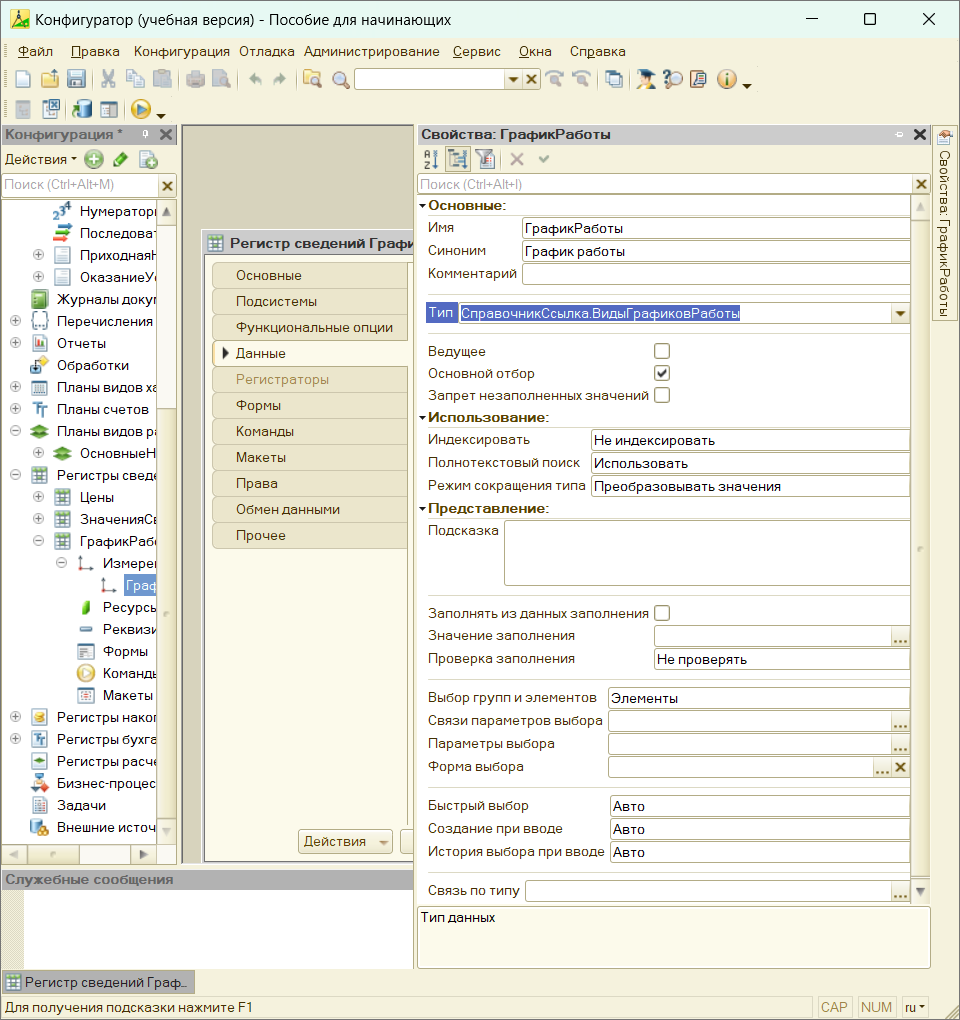 Конфигуратор (учебная версия) - Пособие для начинающих
Файл Правка Конфигурация Отладка Администрирование Сервис Окна Справка
Конфигурация *
Действия
Поиск (Ctrl+Alt+M)
Нумератор
Последова
Приходная
ОказаниеУ
Журналы доку
Перечисления
Отчеты
Обработки
Планы видов ха
Планы счетов
Планы видов ра
ОсновныеН
Регистры свед
Цены
ЗначенияСв
ГрафикРаб
Измерен
Граф
Ресурсы
Реквизи
Формы
Команды
Макеты
Регистры нако
Регистры бухга
Регистры расче
Бизнес-процес
Задачи
Внешние источ
Регистр сведений Графи
Основные
Подсистемы
Функциональные опции
Данные
Регистраторы
Формы
Команды
Макеты
Права
Обмен данными
Прочее
Действия
Свойства: ГрафикРаботы
Поиск (Ctrl+Alt+I)
Основные:
Имя ГрафикРаботы
Синоним График работы
Комментарий
Тип СправочникСсылка.ВидыГрафиковРаботы
Ведущее
Основной отбор
Запрет незаполненных значений
Использование:
Индексировать Не индексировать
Полнотекстовый поиск Использовать
Режим сокращения типа Преобразовывать значения
Представление:
Подсказка
Заполнять из данных заполнения
Значение заполнения ...
Проверка заполнения Не проверять
Выбор групп и элементов Элементы
Связи параметров выбора ...
Параметры выбора ...
Форма выбора ...
Быстрый выбор Авто
Создание при вводе Авто
История выбора при вводе Авто
Связь по типу ...
Тип данных
Свойства: ГрафикРаботы
Служебные сообщения
Регистр сведений Граф...
Для получения подсказки нажмите F1
CAP NUM ru